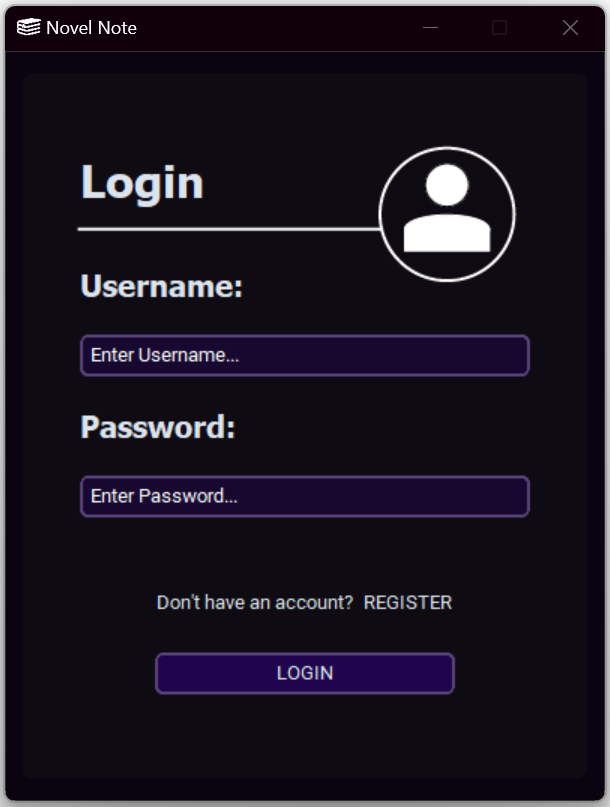 Novel Note
Login
Username:
Enter Username...
Password:
Enter Password...
Don't have an account? REGISTER
LOGIN